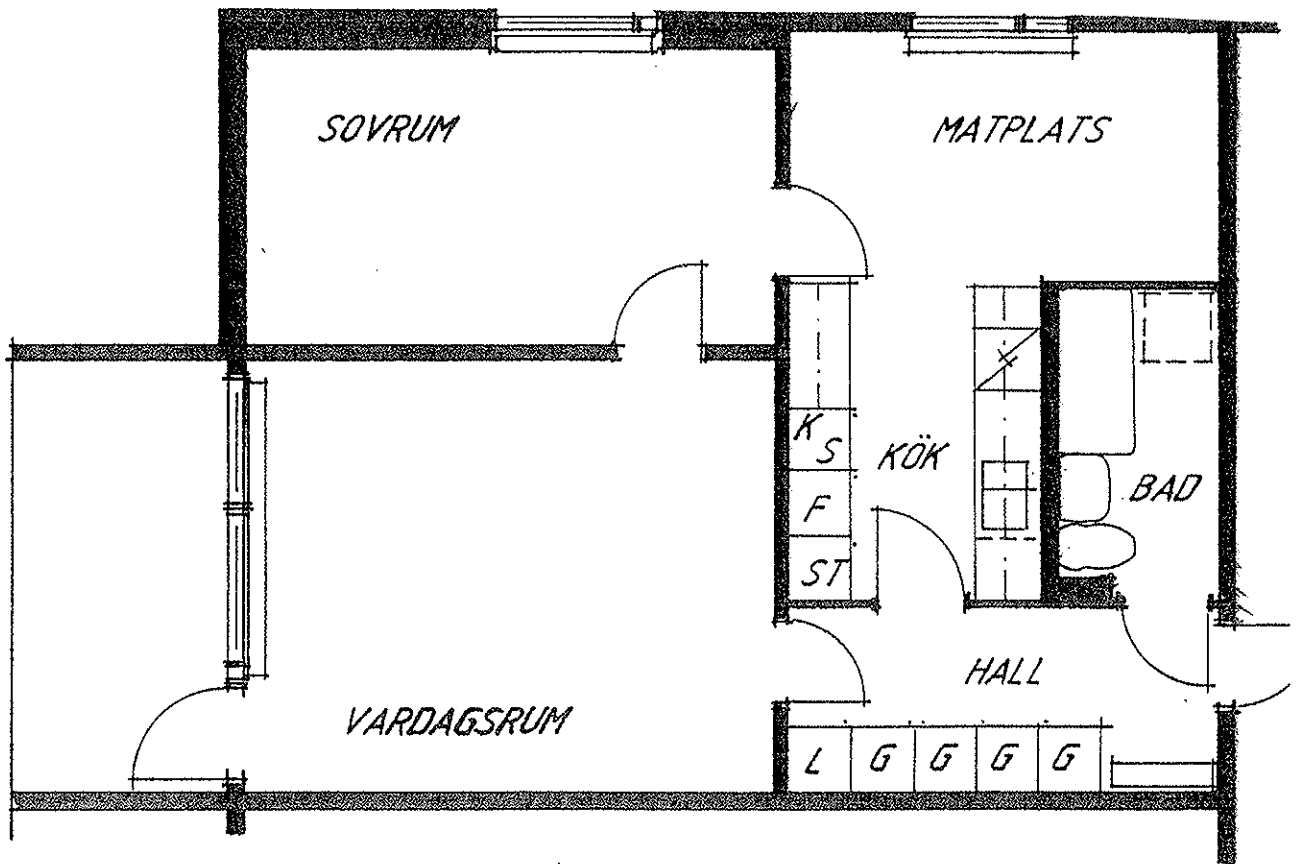 SOVRUM
MATPLATS
K S
KÖK
F
BAD
ST
HALL
VARDAGSRUM
L G G G G